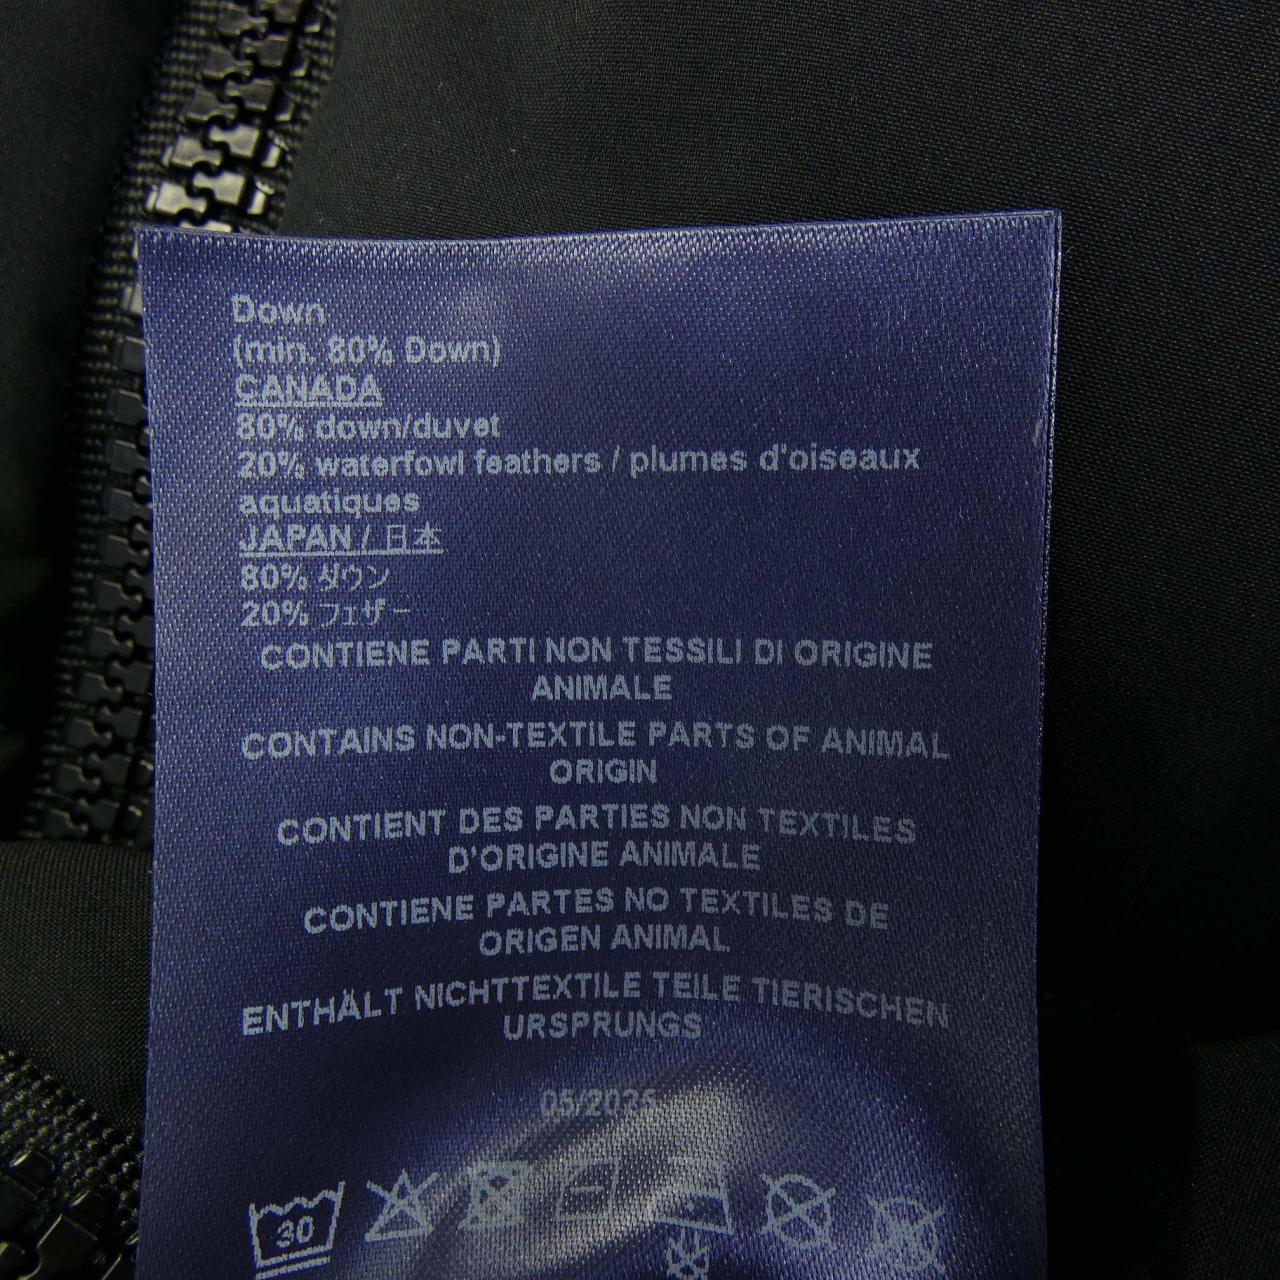 Down
(min. 80% Down)
CANADA
80% down/duvet
20% waterfowl feathers / plumes d'oiseaux
aquatiques
JAPAN / 日本
80% ダウン
20% フェザー
CONTIENE PARTI NON TESSILI DI ORIGINE
ANIMALE
CONTAINS NON-TEXTILE PARTS OF ANIMAL
ORIGIN
CONTIENT DES PARTIES NON TEXTILES
D'ORIGINE ANIMALE
CONTIENE PARTES NO TEXTILES DE
ORIGEN ANIMAL
ENTHÄLT NICHTTEXTILE TEILE TIERISCHEN
URSPRUNGS
05/2025
30